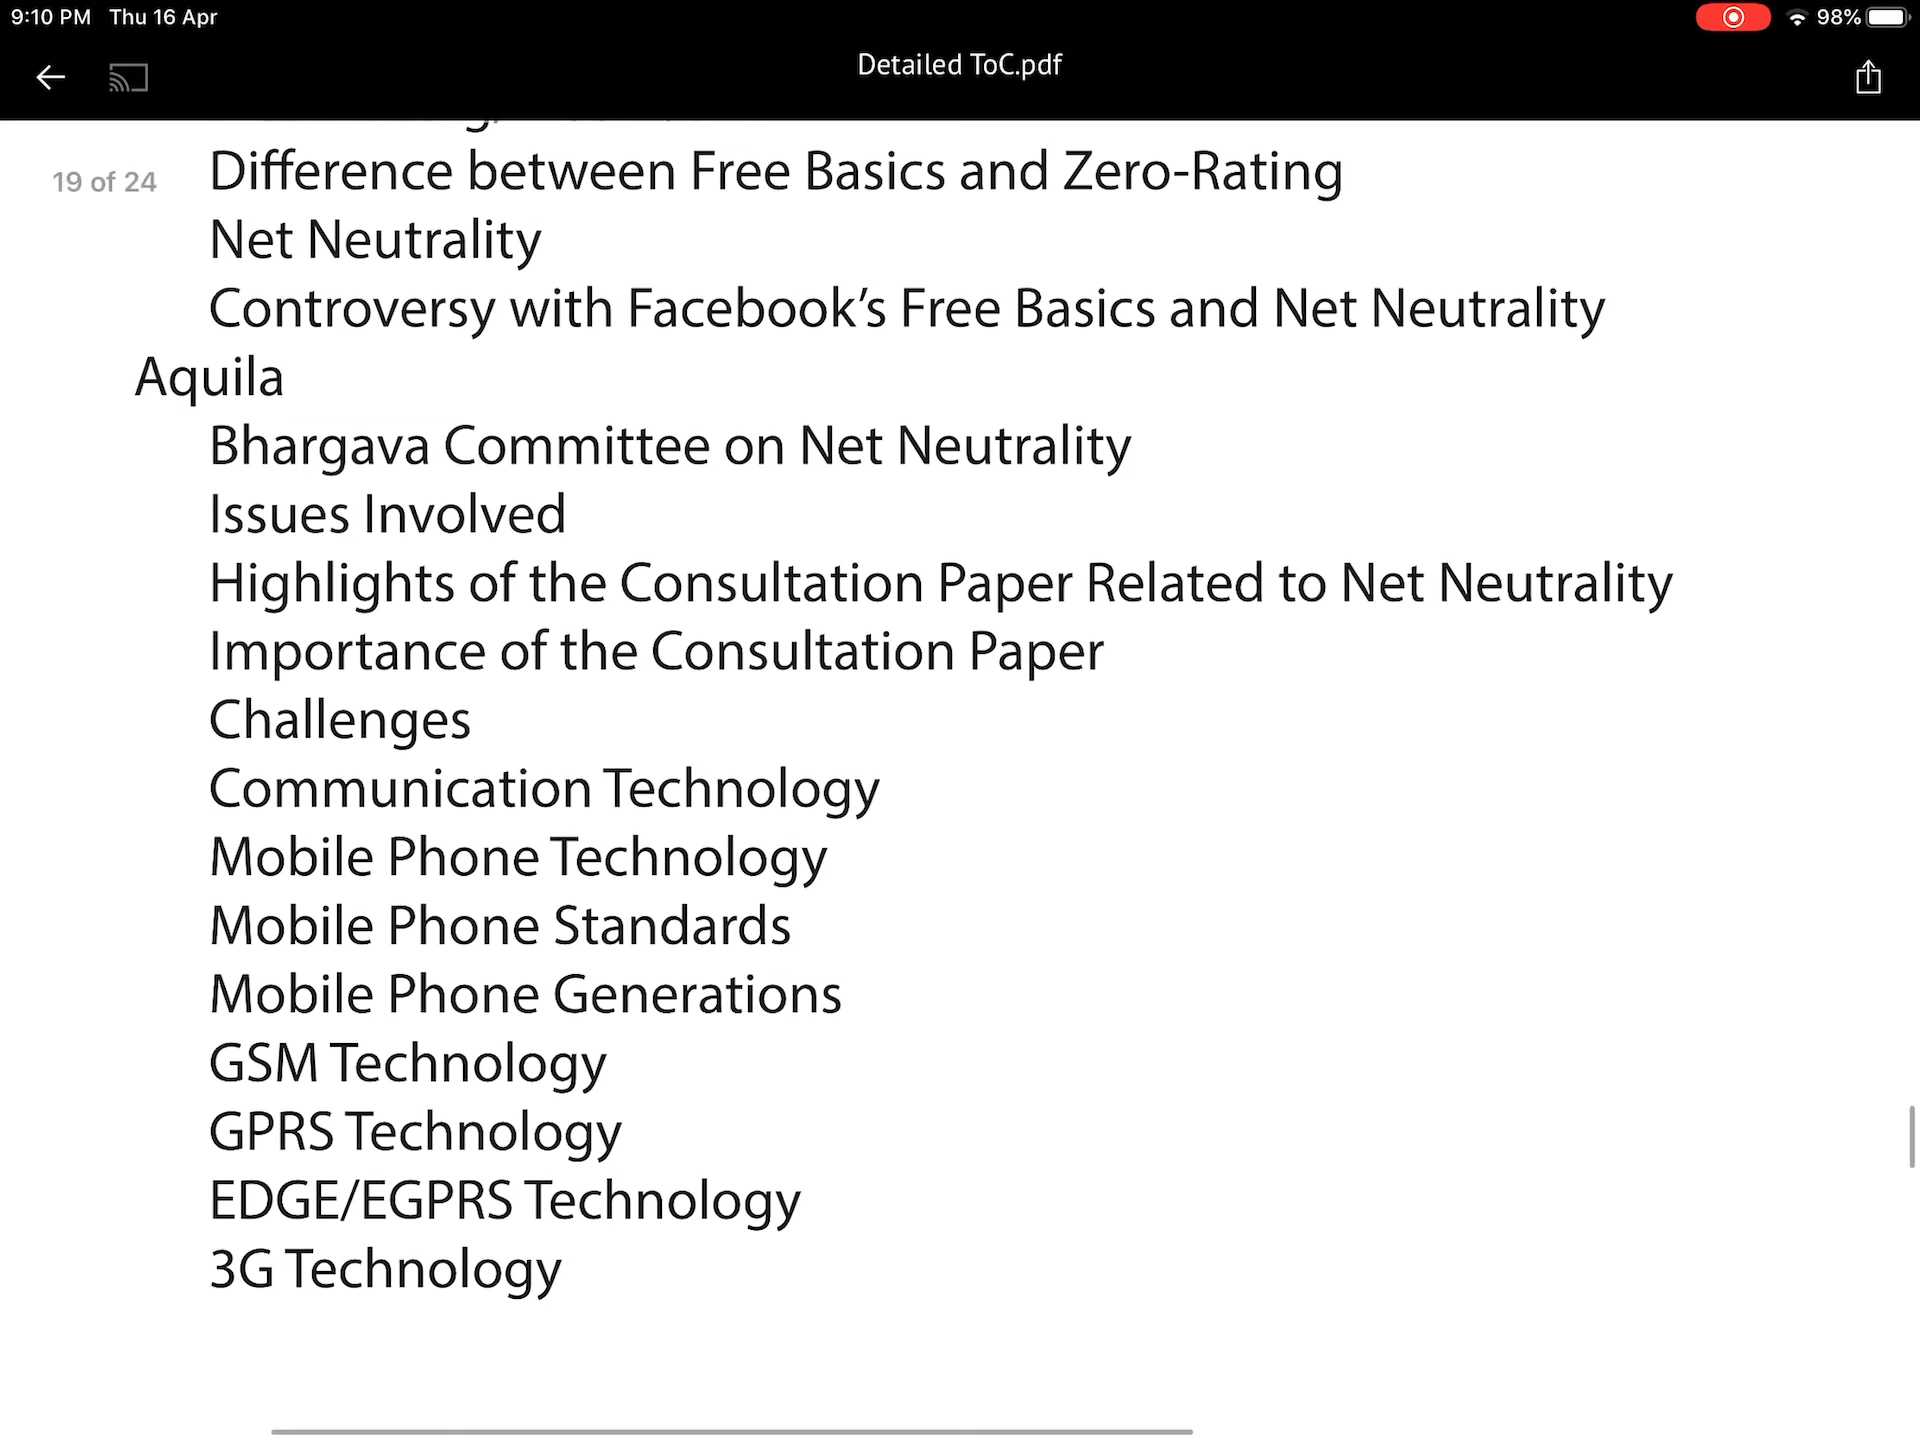 9:10 PM Thu 16 Apr
98%
Detailed ToC.pdf
19 of 24
Difference between Free Basics and Zero-Rating
Net Neutrality
Controversy with Facebook’s Free Basics and Net Neutrality
Aquila
Bhargava Committee on Net Neutrality
Issues Involved
Highlights of the Consultation Paper Related to Net Neutrality
Importance of the Consultation Paper
Challenges
Communication Technology
Mobile Phone Technology
Mobile Phone Standards
Mobile Phone Generations
GSM Technology
GPRS Technology
EDGE/EGPRS Technology
3G Technology